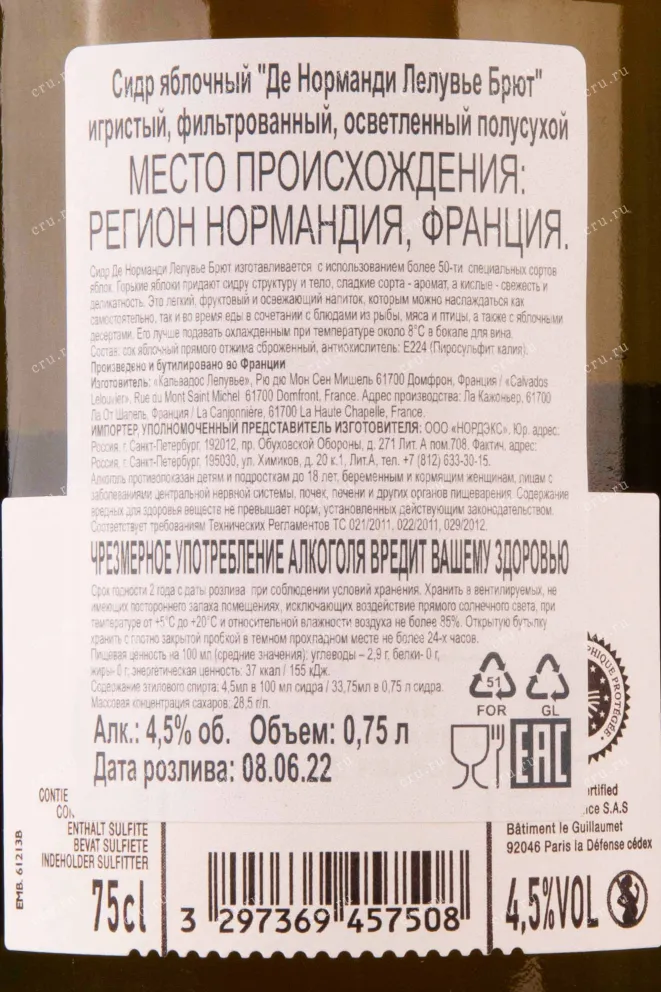 Сидр яблочный "Де Норманди Лелувье Брют"
игристый, фильтрованный, осветленный полусухой
МЕСТО ПРОИСХОЖДЕНИЯ:
РЕГИОН НОРМАНДИЯ, ФРАНЦИЯ.
Сидр Де Норманди Лелувье Брют изготавливается с использованием более 50-ти специальных сортов
яблок. Горькие яблоки придают сидру структуру и тело, сладкие сорта - аромат, а кислые - свежесть и
деликатность. Это легкий, фруктовый и освежающий напиток, которым можно наслаждаться как
самостоятельно, так и во время еды в сочетании с блюдами из рыбы, мяса и птицы, а также с яблочными
десертами. Его лучше подавать охлажденным при температуре около 8°С в бокале для вина.
Состав: сок яблочный прямого отжима сброженный, антиокислитель: Е224 (Пиросульфит калия).
Произведено и бутилировано во Франции
Изготовитель: «Кальвадос Лелувье», Рю дю Мон Сен Мишель 61700 Домфрон, Франция / «Calvados
Lelouvier», Rue du Mont Saint Michel 61700 Domfront, France. Адрес производства: Ла Кажоньер, 61700
Ла От Шапель, Франция / La Canjonnière, 61700 La Haute Chapelle, France.
ИМПОРТЕР, УПОЛНОМОЧЕННЫЙ ПРЕДСТАВИТЕЛЬ ИЗГОТОВИТЕЛЯ: ООО «НОРДЭКС». Юр. адрес:
Россия, г. Санкт-Петербург, 192012, пр. Обуховской Обороны, д. 271 Лит. А пом.708. Фактич. адрес:
Россия, г. Санкт-Петербург, 195030, ул. Химиков, д. 20 к.1, Лит.А, тел. +7 (812) 633-30-15.
Алкоголь противопоказан детям и подросткам до 18 лет, беременным и кормящим женщинам, лицам с
заболеваниями центральной нервной системы, почек, печени и других органов пищеварения. Содержание
вредных для здоровья веществ не превышает норм, установленных действующим законодательством.
Соответствует требованиям Технических Регламентов ТС 021/2011, 022/2011, 029/2012.
ЧРЕЗМЕРНОЕ УПОТРЕБЛЕНИЕ АЛКОГОЛЯ ВРЕДИТ ВАШЕМУ ЗДОРОВЬЮ
Срок годности 2 года с даты розлива при соблюдении условий хранения. Хранить в вентилируемых, не
имеющих постороннего запаха помещениях, исключающих воздействие прямого солнечного света, при
температуре от +5°С до +20°С и относительной влажности воздуха не более 85%. Открытую бутылку
хранить с плотно закрытой пробкой в темном прохладном месте не более 24-х часов.
Пищевая ценность на 100 мл (средние значения): углеводы – 2,9 г, белки- 0 г,
жиры- 0 г; энергетическая ценность: 37 ккал / 155 кДж.
Содержание этилового спирта: 4,5мл в 100 мл сидра / 33,75мл в 0,75 л сидра.
Массовая концентрация сахаров: 28,5 г/л.
51
FOR GL
Алк.: 4,5% об. Объем: 0,75 л
Дата розлива: 08.06.22
EAC
PHIQUE PROTÉGÉE
CONTIE
ENTHALT SULFITE
BEVAT SULFIETE
INDEHOLDER SULFITTER
EMB. 61213B
75cl
3 297369 457508
ertified
ice S.A.S
Bâtiment le Guillaumet
92046 Paris la Défense cédex
4,5%VOL
cru.ru